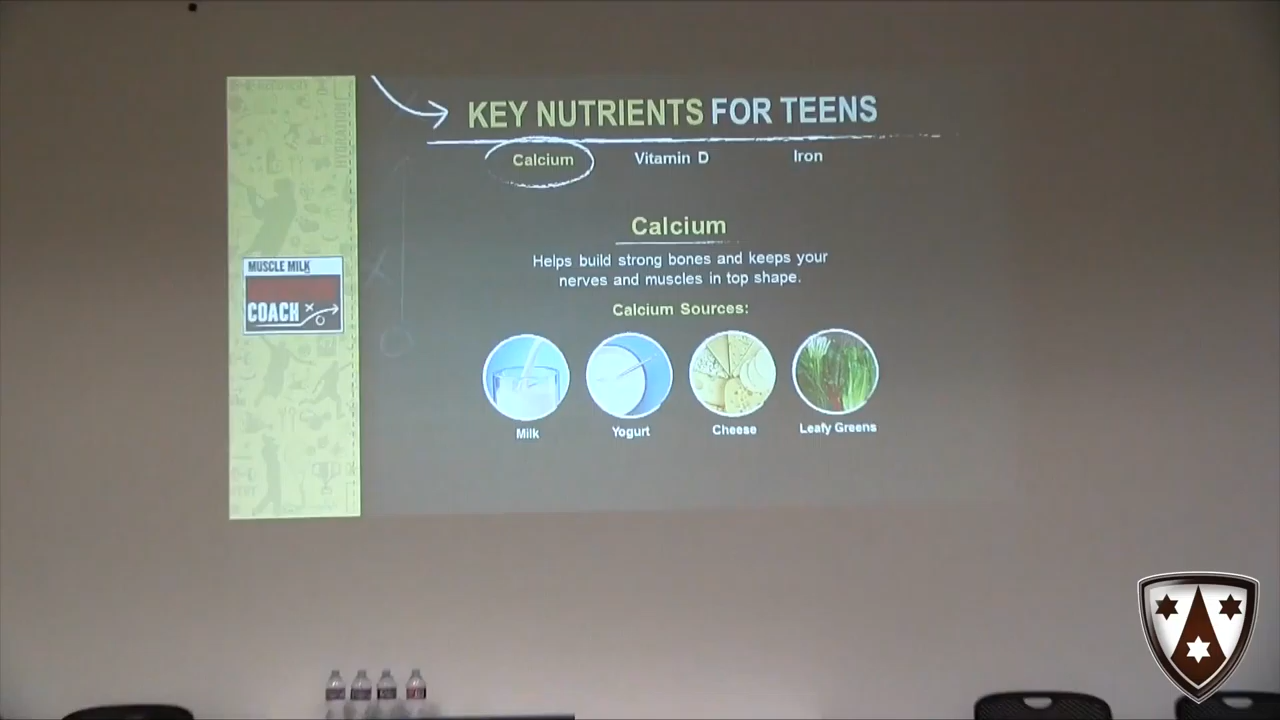 KEY NUTRIENTS FOR TEENS
Calcium Vitamin D Iron
Calcium
Helps build strong bones and keeps your
nerves and muscles in top shape.
Calcium Sources:
Milk Yogurt Cheese Leafy Greens
HYDRATION
MUSCLE MILK
COACH